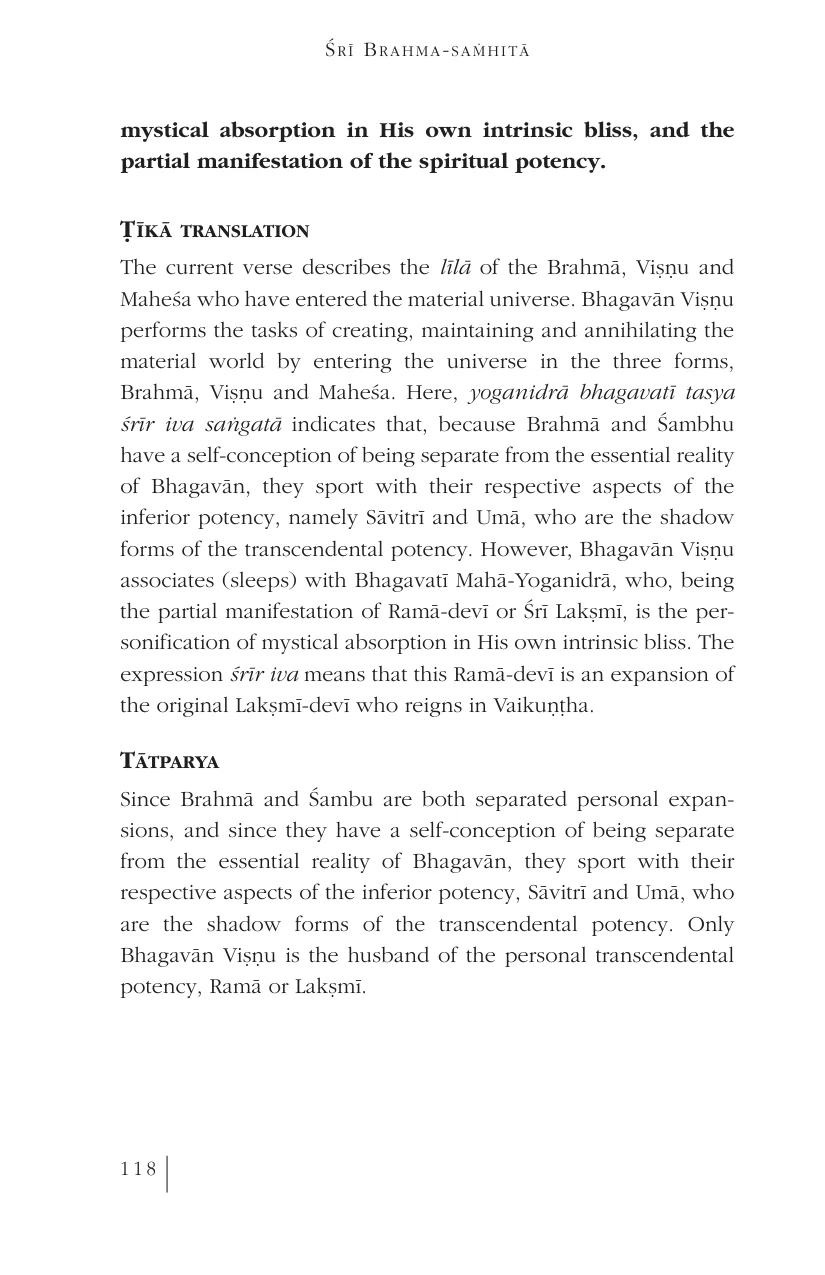 Śrī Brahma-saṁhitā
mystical absorption in His own intrinsic bliss, and the
partial manifestation of the spiritual potency.
Ṭīkā translation
The current verse describes the līlā of the Brahmā, Viṣṇu and
Maheśa who have entered the material universe. Bhagavān Viṣṇu
performs the tasks of creating, maintaining and annihilating the
material world by entering the universe in the three forms,
Brahmā, Viṣṇu and Maheśa. Here, yoganidrā bhagavatī tasya
śrīr iva saṅgatā indicates that, because Brahmā and Śambhu
have a self-conception of being separate from the essential reality
of Bhagavān, they sport with their respective aspects of the
inferior potency, namely Sāvitrī and Umā, who are the shadow
forms of the transcendental potency. However, Bhagavān Viṣṇu
associates (sleeps) with Bhagavatī Mahā-Yoganidrā, who, being
the partial manifestation of Ramā-devī or Śrī Lakṣmī, is the per-
sonification of mystical absorption in His own intrinsic bliss. The
expression śrīr iva means that this Ramā-devī is an expansion of
the original Lakṣmī-devī who reigns in Vaikuṇṭha.
Tātparya
Since Brahmā and Śambu are both separated personal expan-
sions, and since they have a self-conception of being separate
from the essential reality of Bhagavān, they sport with their
respective aspects of the inferior potency, Sāvitrī and Umā, who
are the shadow forms of the transcendental potency. Only
Bhagavān Viṣṇu is the husband of the personal transcendental
potency, Ramā or Lakṣmī.
118